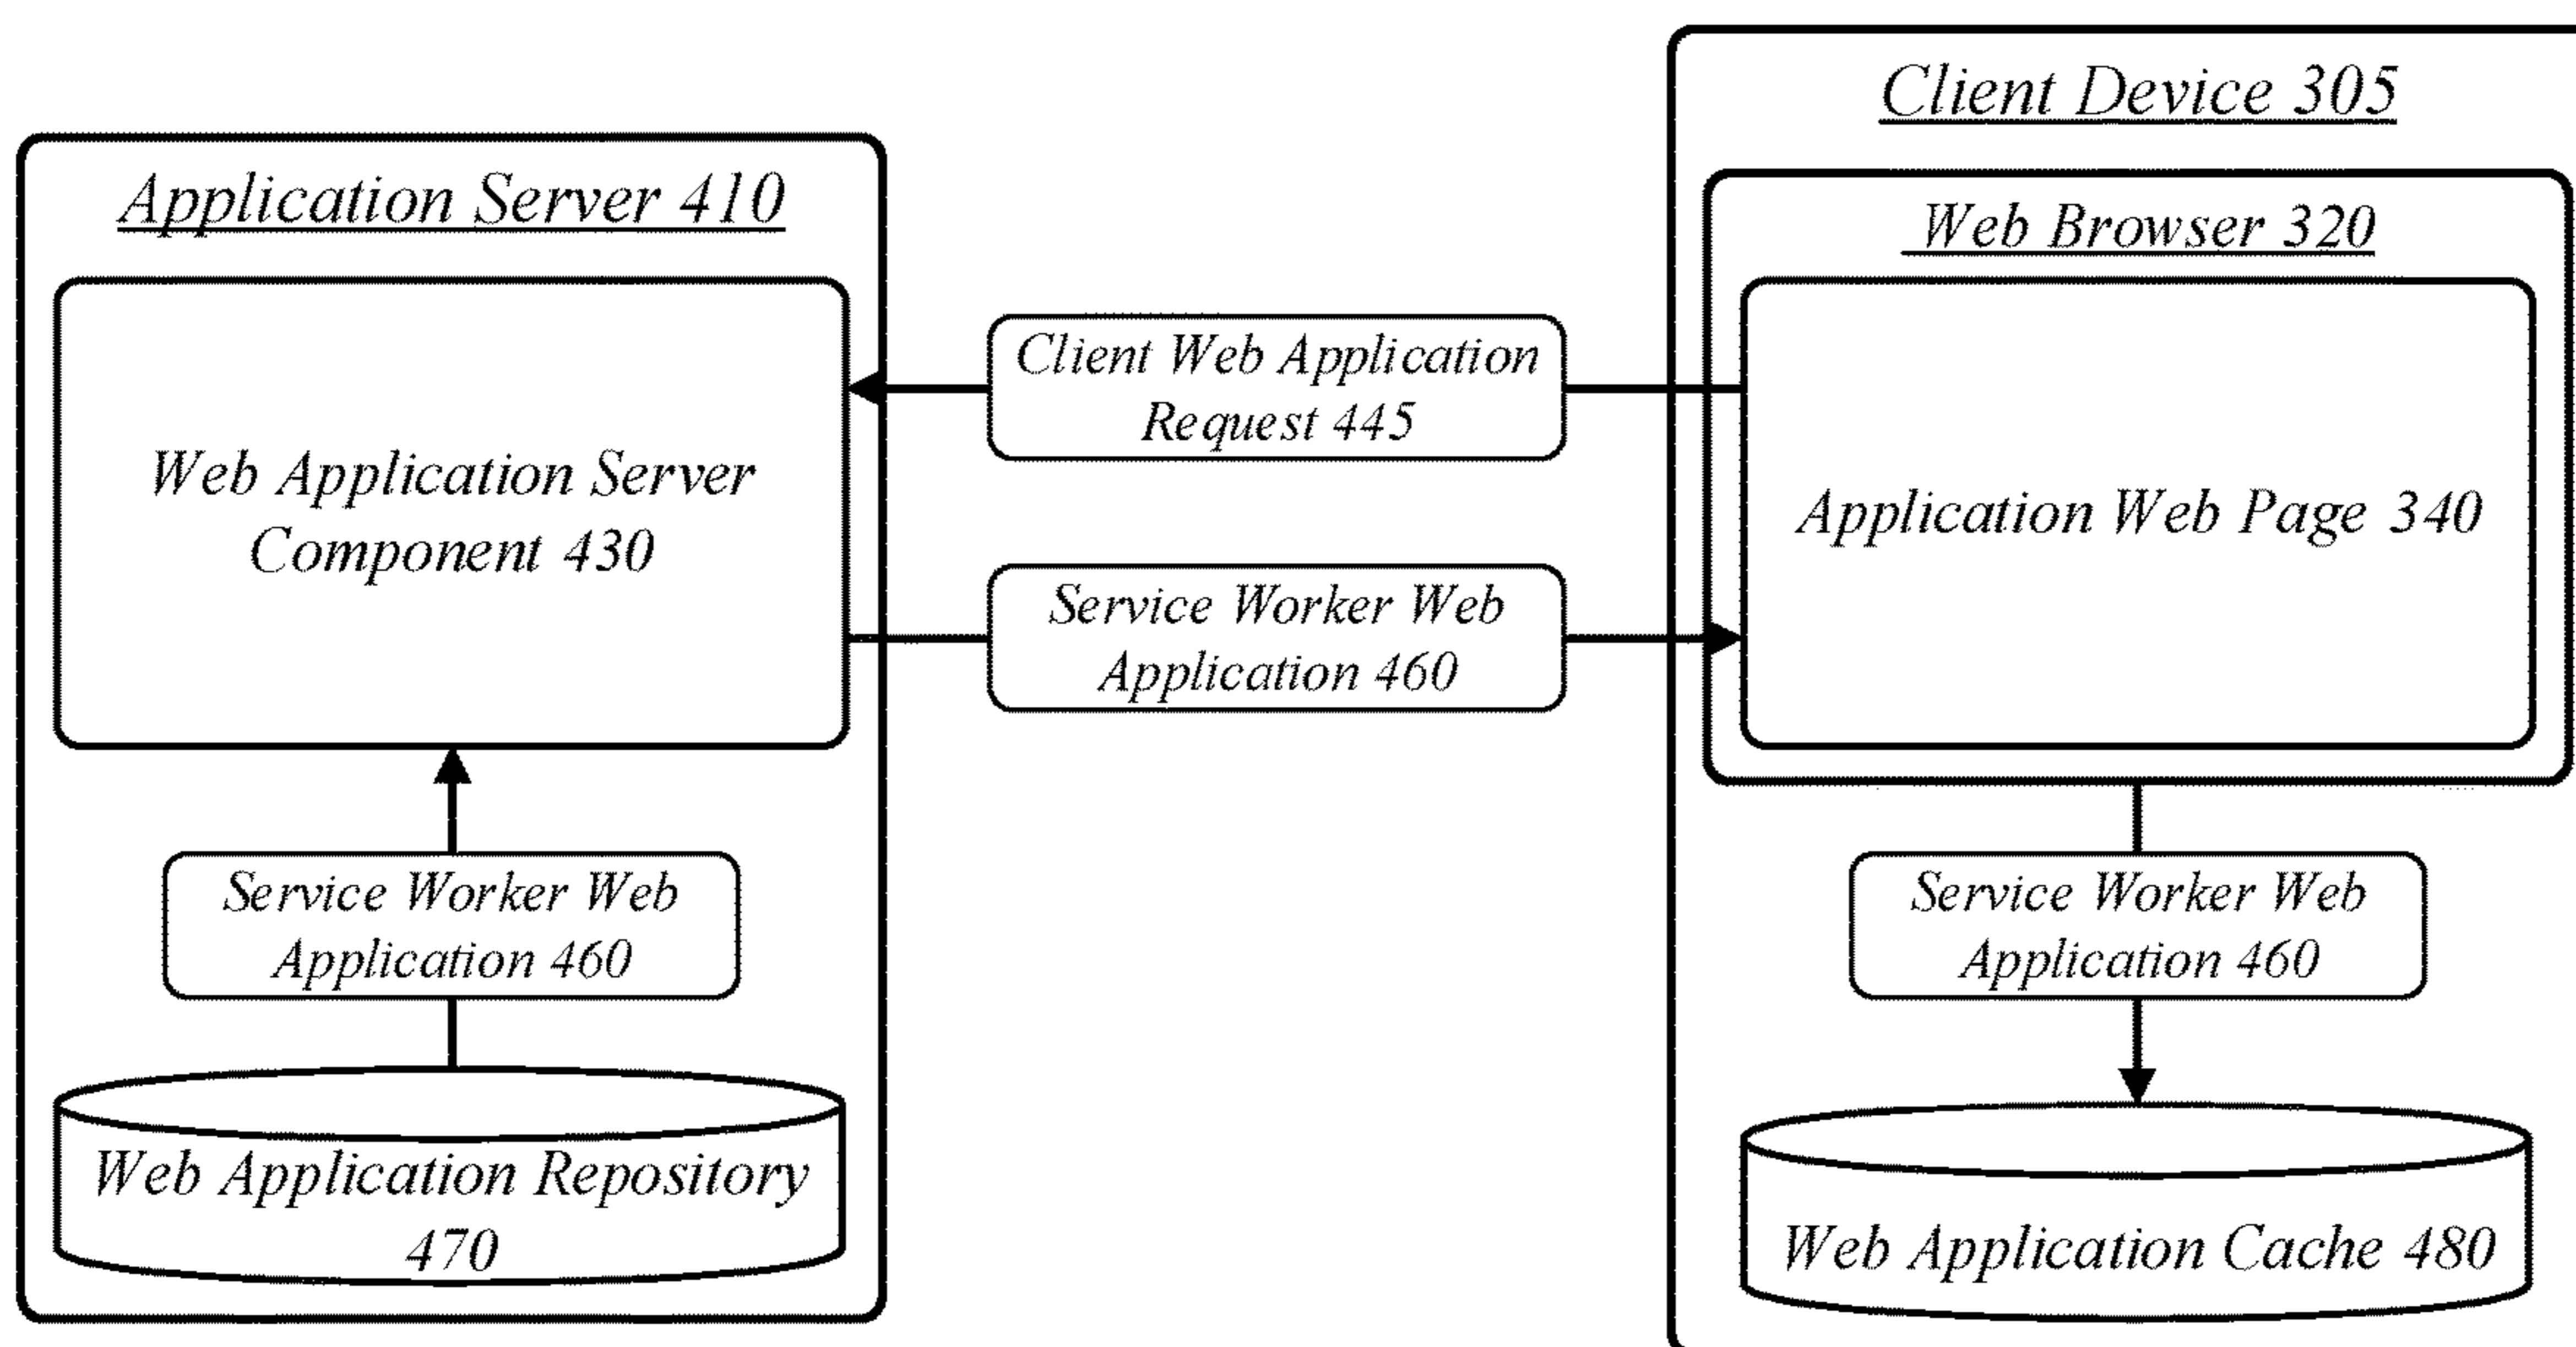 Client Device 305
Application Server 410
Web Browser 320
Client Web Application
Request 445
Web Application Server
Component 430
Application Web Page 340
Service Worker Web
Application 460
Service Worker Web
Application 460
Service Worker Web
Application 460
Web Application Repository
470
Web Application Cache 480